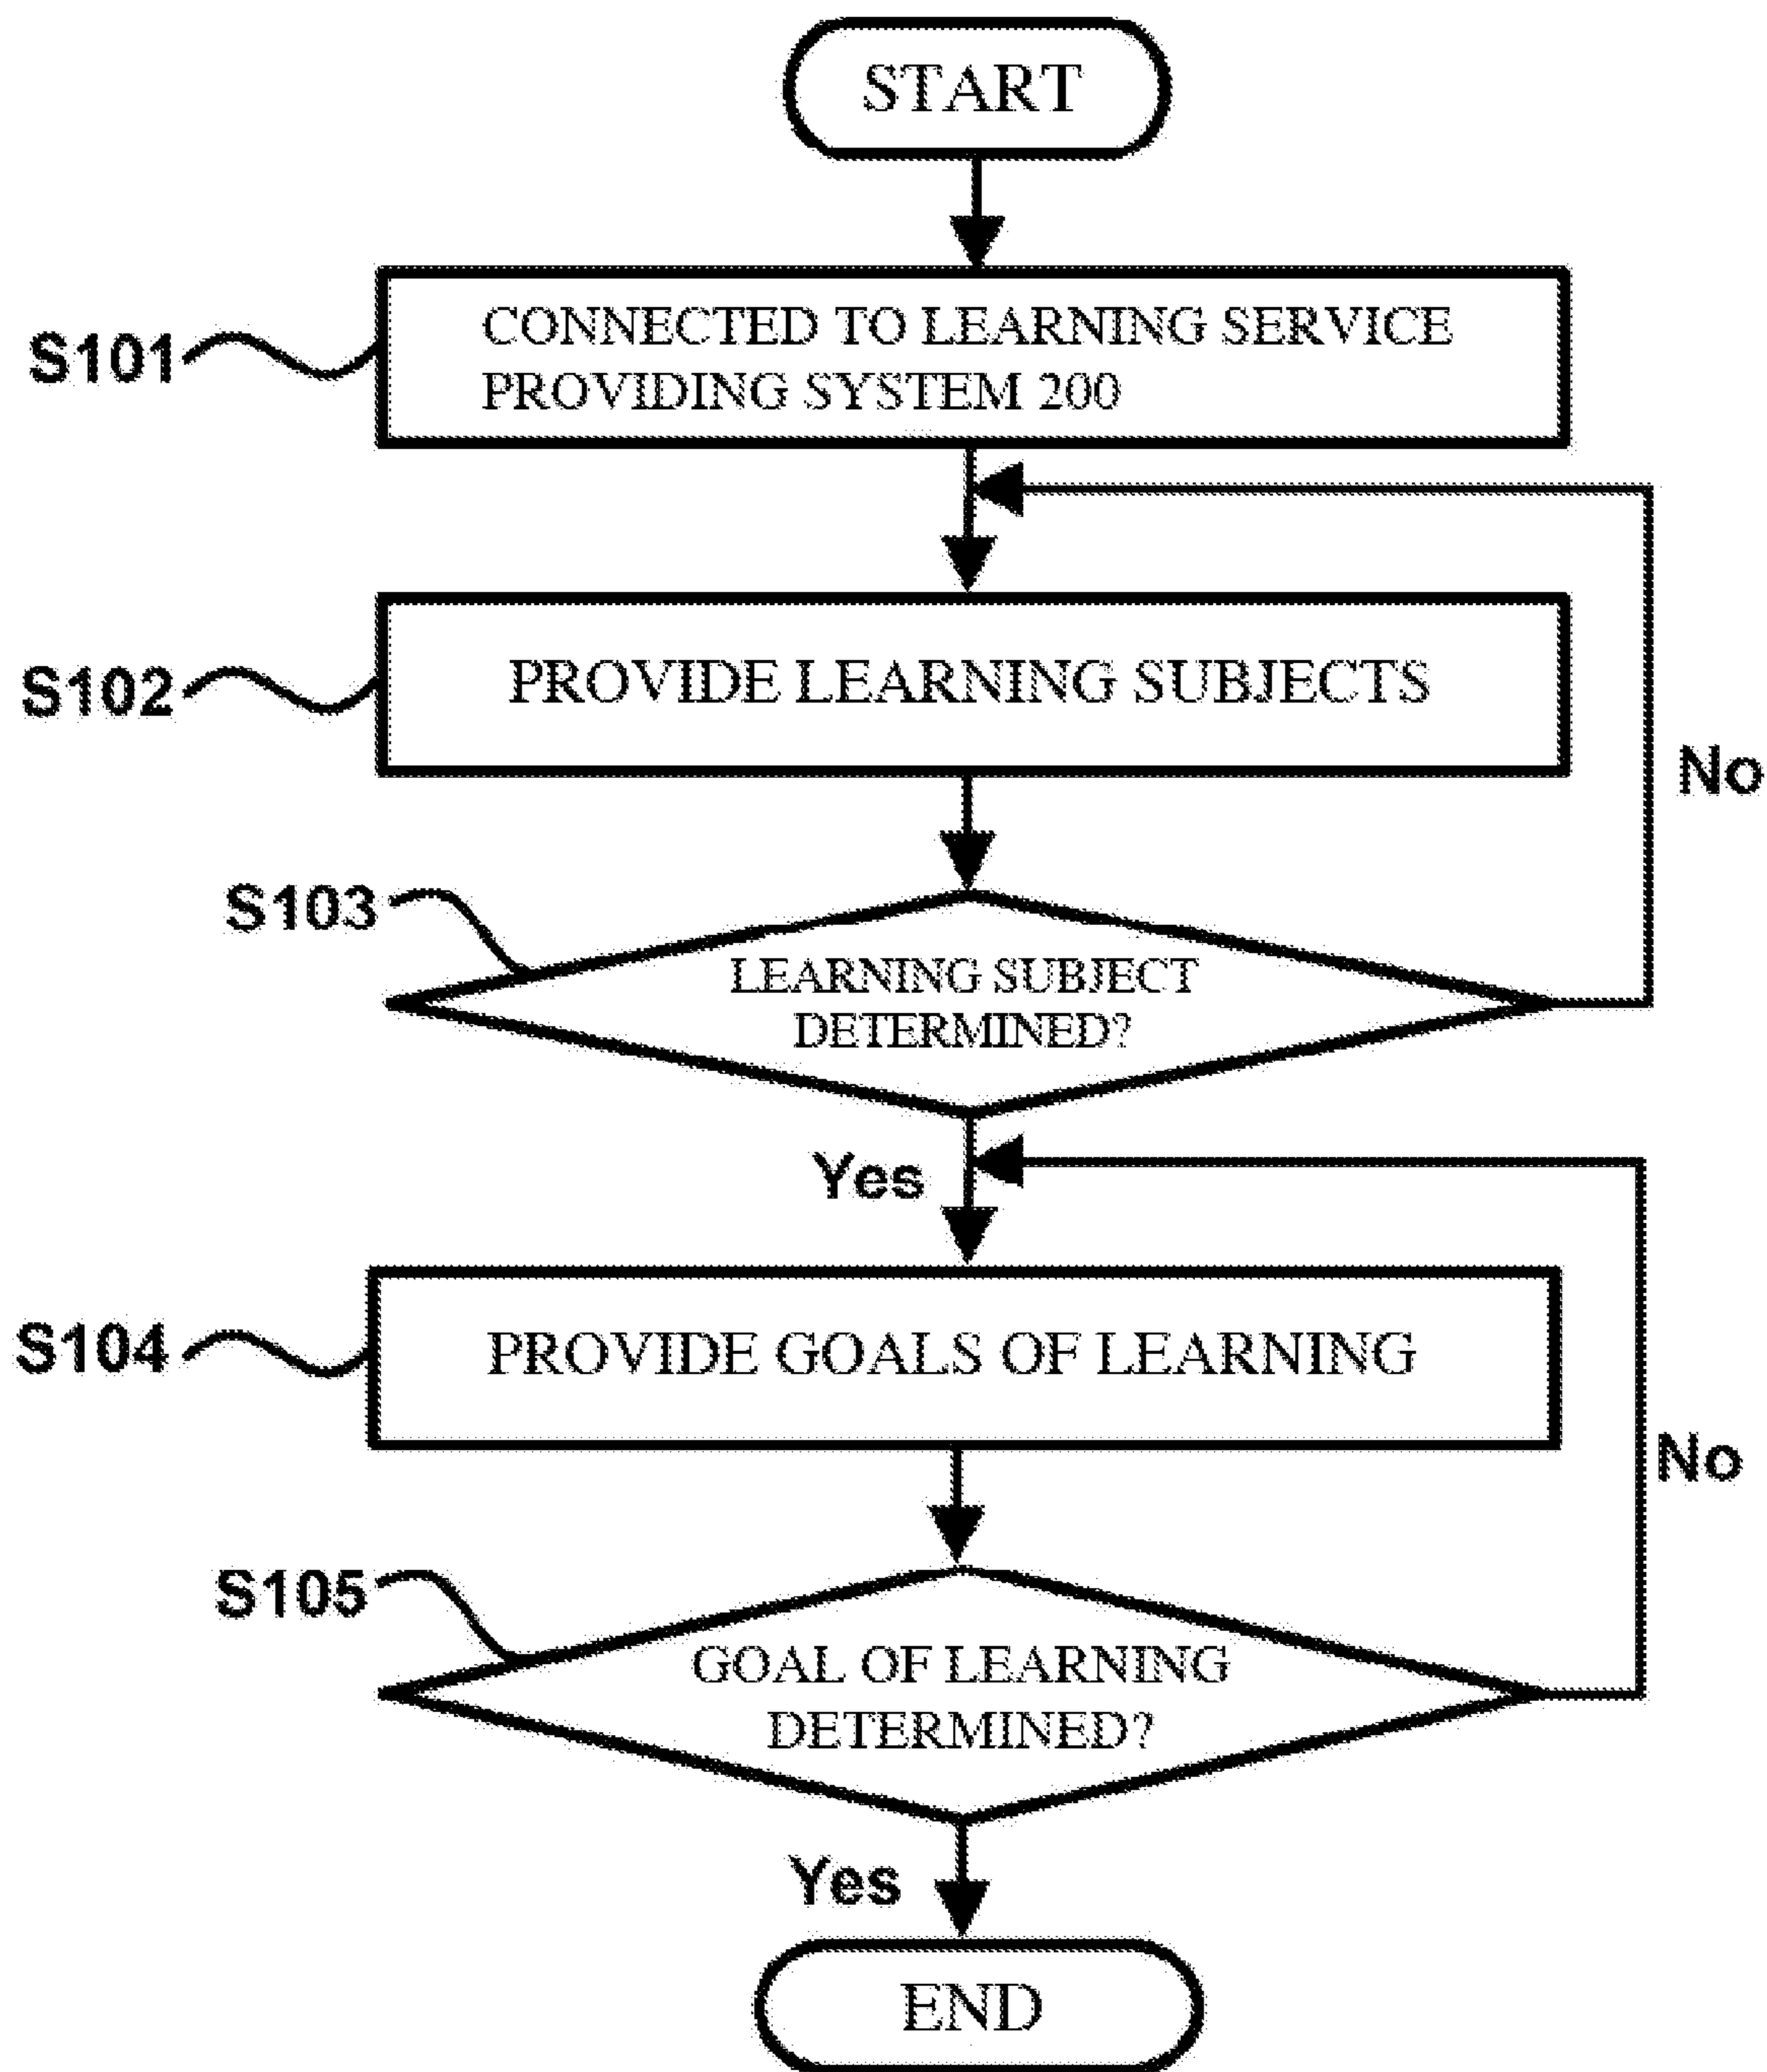 START
S101
CONNECTED TO LEARNING SERVICE
PROVIDING SYSTEM 200
S102
PROVIDE LEARNING SUBJECTS
No
S103
LEARNING SUBJECT
DETERMINED?
Yes
S104
PROVIDE GOALS OF LEARNING
No
S105
GOAL OF LEARNING
DETERMINED?
Yes
END